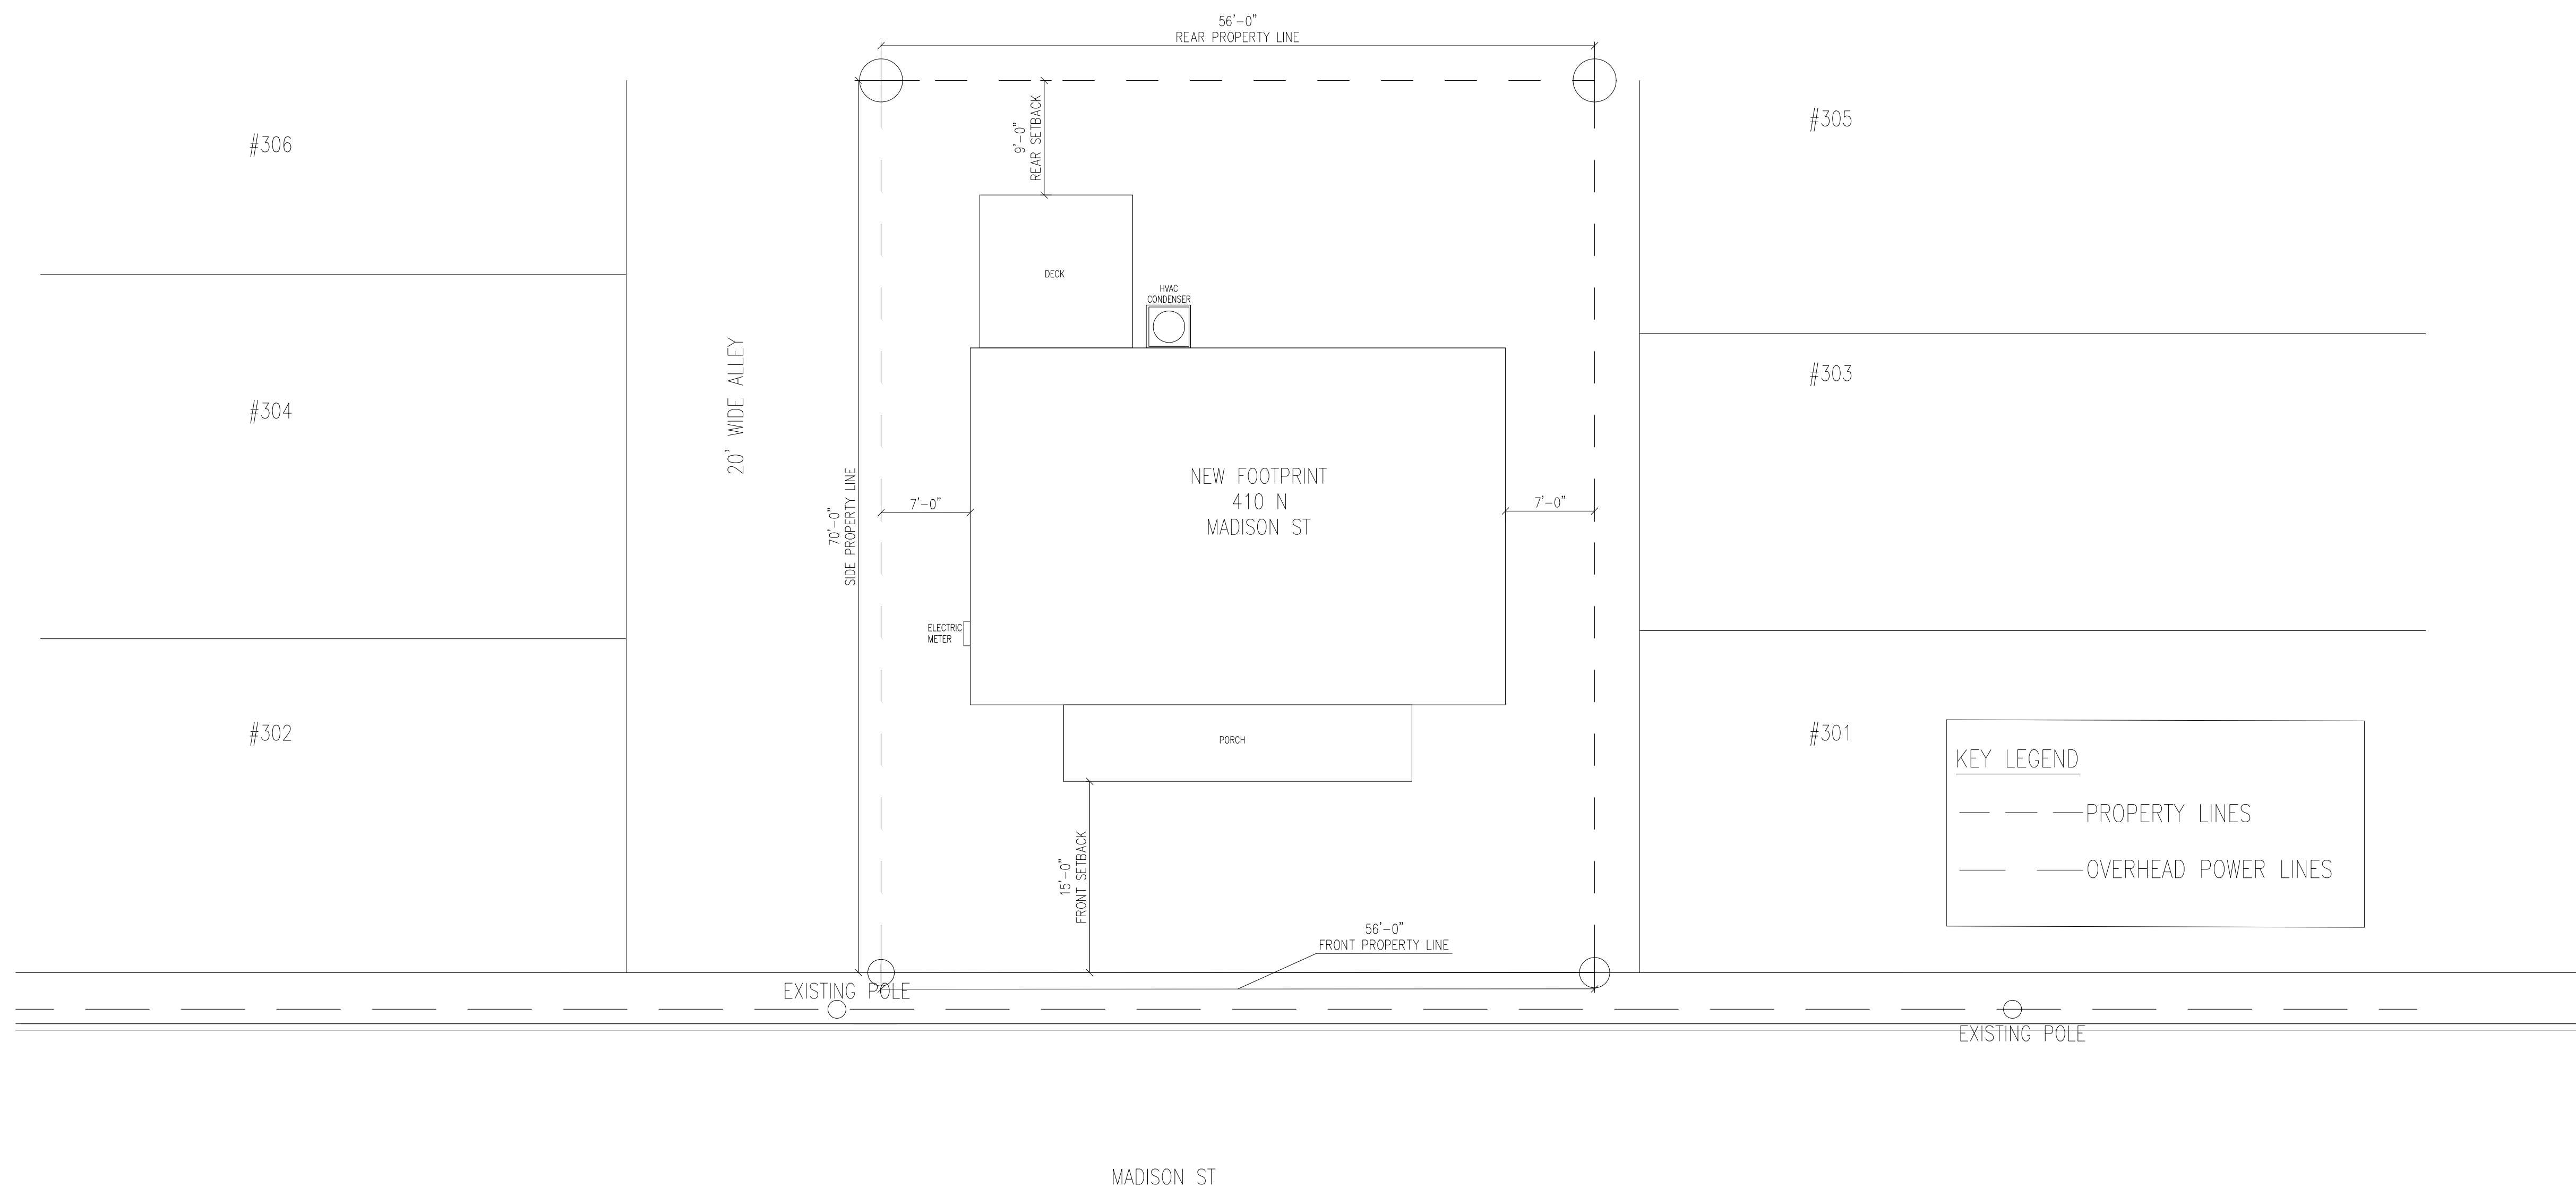 56'-0"
REAR PROPERTY LINE
#306
#305
9'-0"
REAR SETBACK
DECK
HVAC
CONDENSER
20' WIDE ALLEY
#304
#303
70'-0"
SIDE PROPERTY LINE
7'-0"
NEW FOOTPRINT
410 N
MADISON ST
7'-0"
ELECTRIC
METER
#302
PORCH
#301
KEY LEGEND
PROPERTY LINES
OVERHEAD POWER LINES
15'-0"
FRONT SETBACK
56'-0"
FRONT PROPERTY LINE
EXISTING POLE
EXISTING POLE
MADISON ST